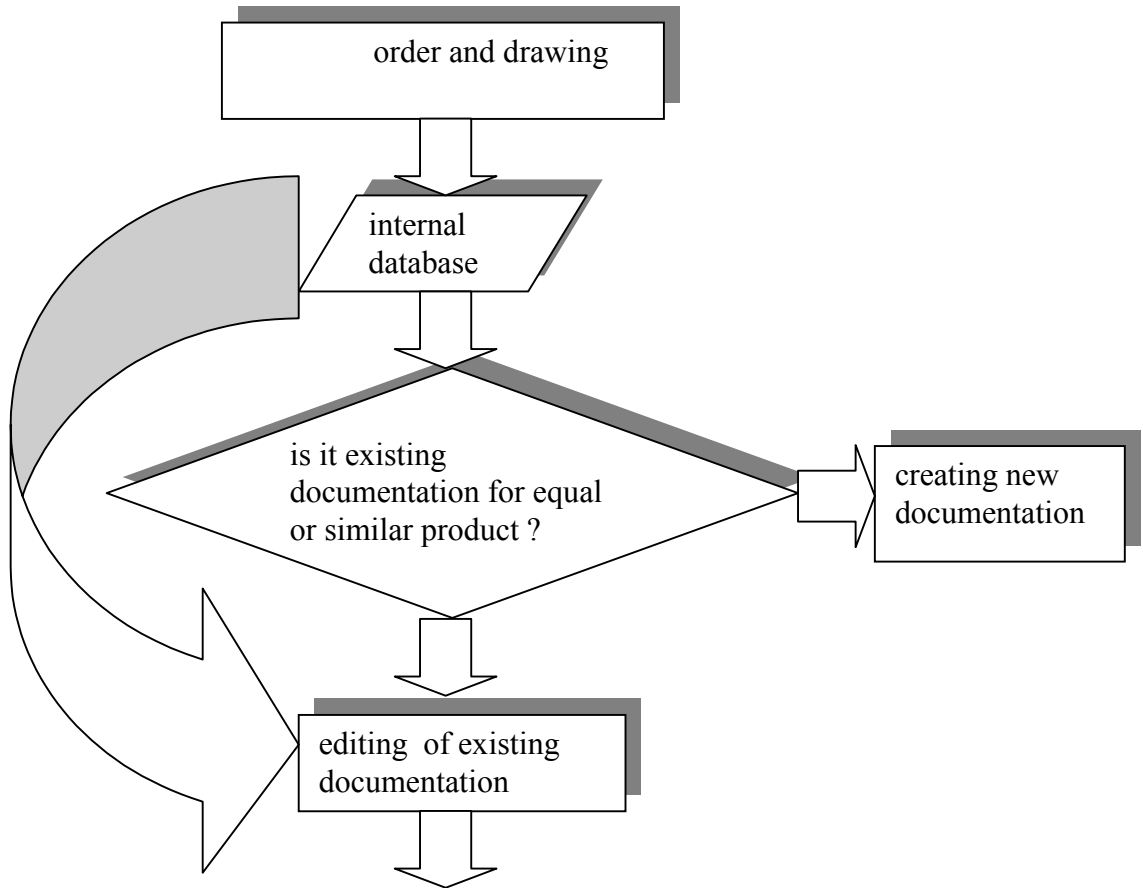 order and drawing
internal
database
is it existing
documentation for equal
or similar product ?
creating new
documentation
editing of existing
documentation